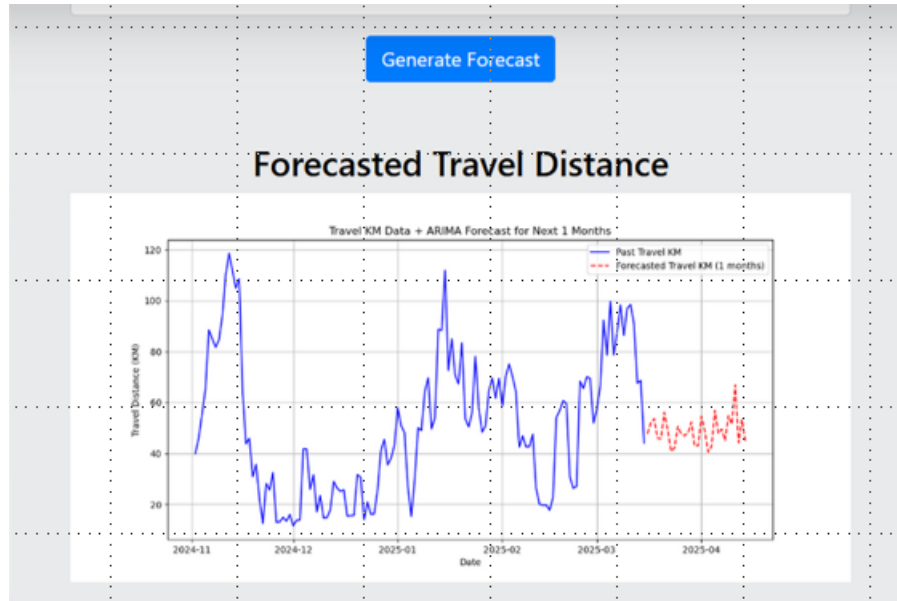 Generate Forecast
Forecasted Travel Distance
Travel KM Data + ARIMA Forecast for Next 1 Months
Past Travel KM
Forecasted Travel KM (1 months)
Travel Distance (KM)
120
100
80
60
40
20
2024-11 2024-12 2025-01 2025-02 2025-03 2025-04
Date